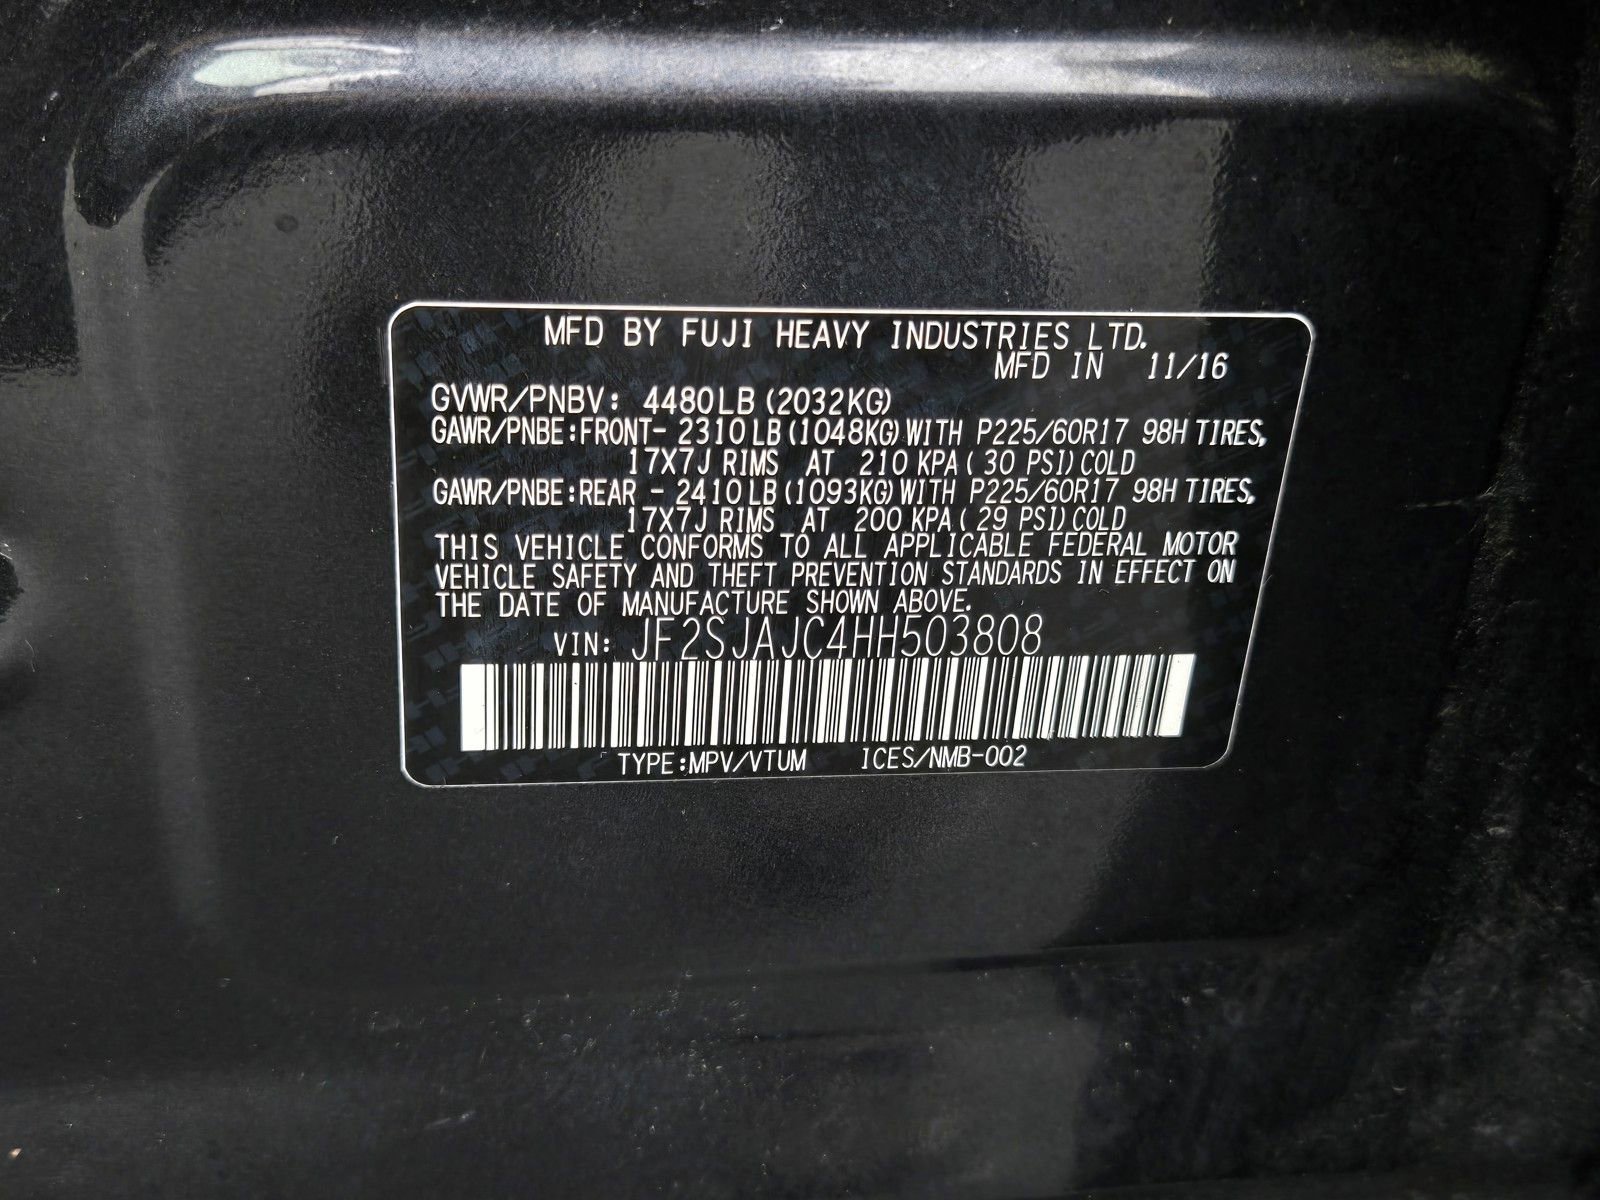 MFD BY FUJI HEAVY INDUSTRIES LTD.
MFD IN 11/16
GVWR/PNBV: 4480LB(2032KG)
GAWR/PNBE:FRONT- 2310LB(1048KG)WITH P225/60R17 98H TIRES,
17X7J RIMS AT 210 KPA( 30 PSI)COLD
GAWR/PNBE:REAR - 2410LB(1093KG)WITH P225/60R17 98H TIRES,
17X7J RIMS AT 200 KPA( 29 PSI)COLD
THIS VEHICLE CONFORMS TO ALL APPLICABLE FEDERAL MOTOR
VEHICLE SAFETY AND THEFT PREVENTION STANDARDS IN EFFECT ON
THE DATE OF MANUFACTURE SHOWN ABOVE.
VIN: JF2SJAJC4HH503808
TYPE:MPV/VTUM ICES/NMB-002